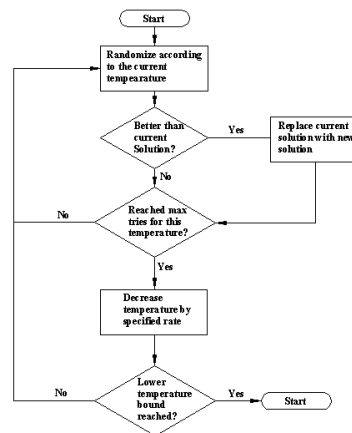 Start
Randomize according
to the current
tempearature
Better than
current
Solution?
Yes
Replace current
solution with new
solution
No
Reached max
tries for this
temperature?
No
Yes
Decrease
temperature by
specified rate
Lower
temperature
bound
reached?
No
Yes
Start